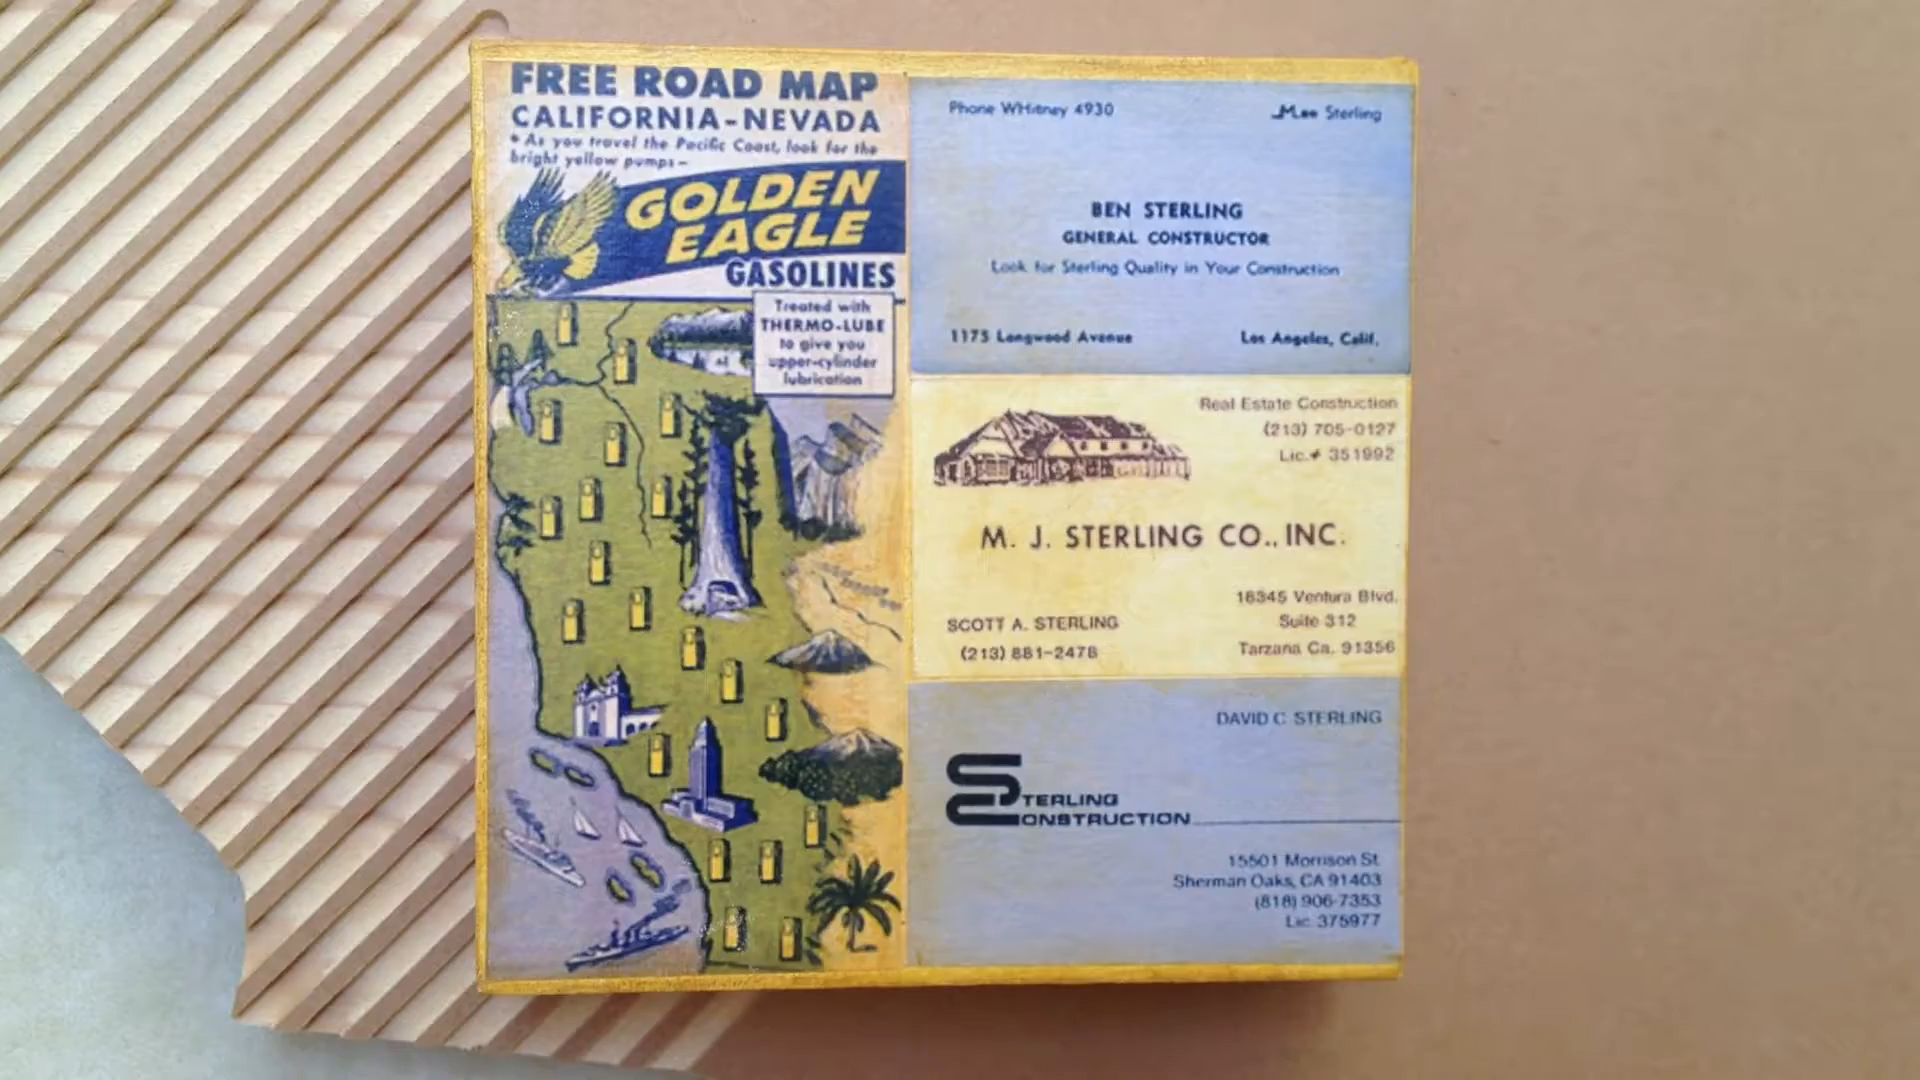 FREE ROAD MAP
CALIFORNIA-NEVADA
* As you travel the Pacific Coast, look for the
bright yellow pumps-
GOLDEN
EAGLE
GASOLINES
Treated with
THERMO-LUBE
to give you
upper-cylinder
lubrication
Phone WHitney 4930
Sterling
BEN STERLING
GENERAL CONSTRUCTOR
Look for Sterling Quality in Your Construction
1175 Longwood Avenue
Los Angeles, Calif.
Real Estate Construction
(213) 705-0127
Lic.# 351992
M. J. STERLING CO., INC.
SCOTT A. STERLING
(213) 881-2478
18345 Ventura Blvd.
Suite 312
Tarzana Ca. 91356
DAVID C. STERLING
STERLING
CONSTRUCTION
15501 Morrison St.
Sherman Oaks, CA 91403
(818) 906-7353
Lic. 375977